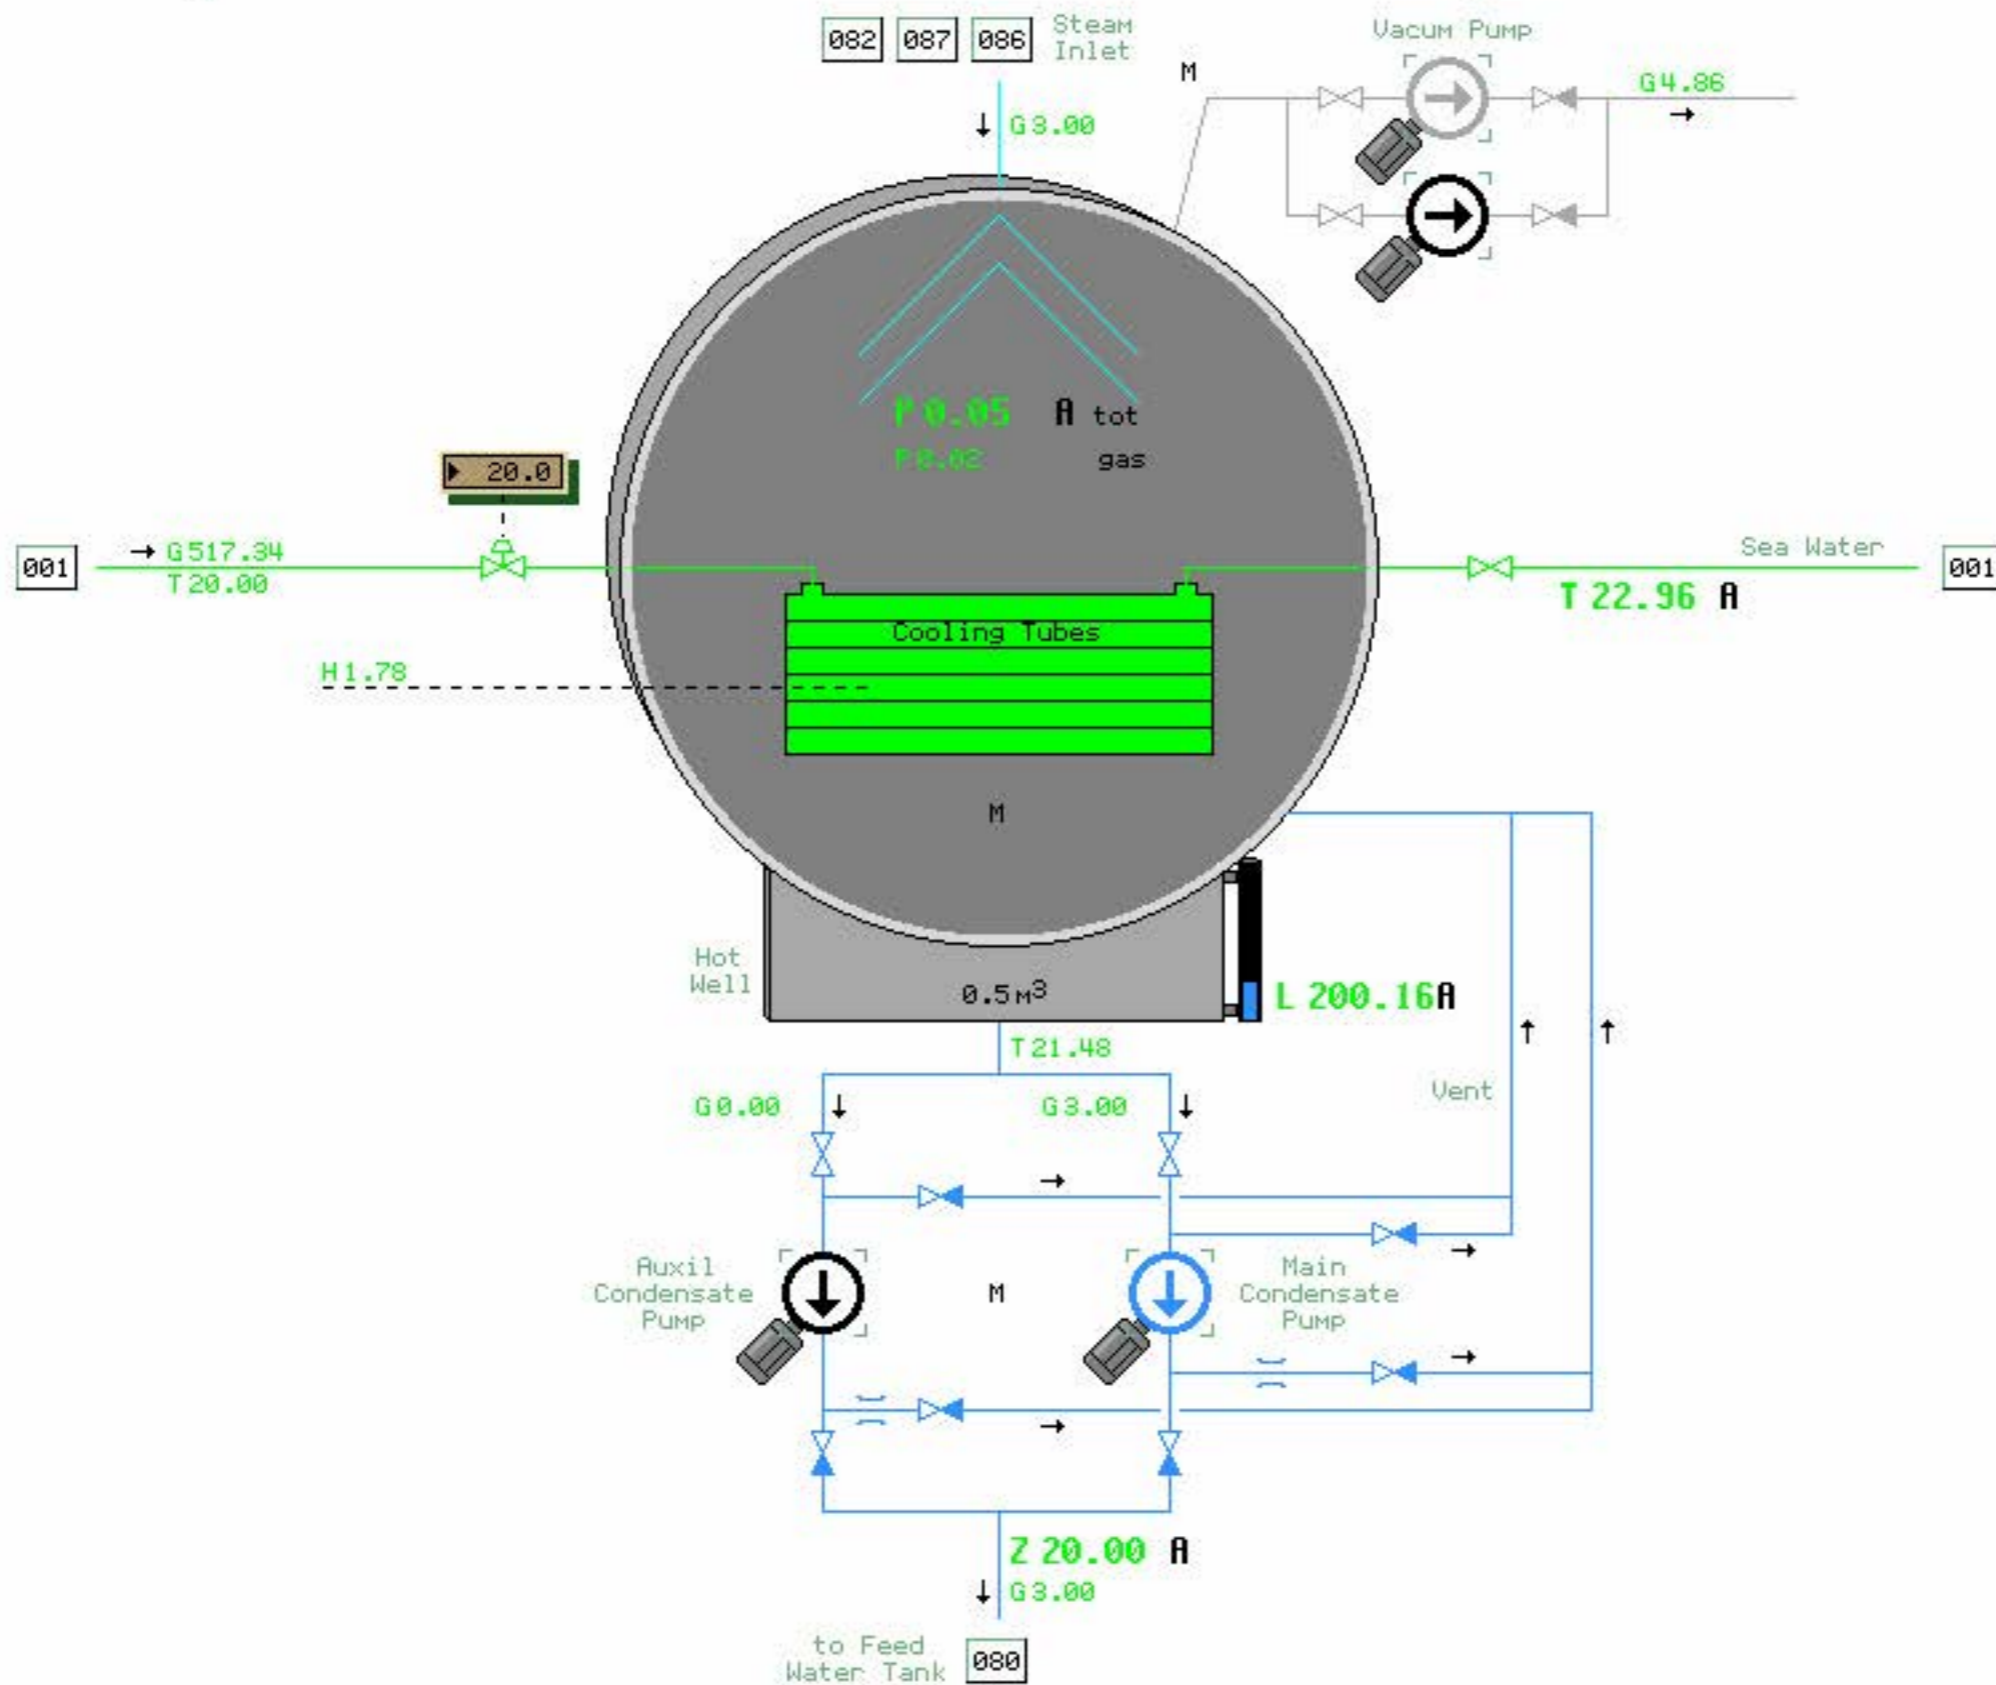 082 087 086 Steam
Inlet
Vacum Pump
M
G4.86
G3.00
P 0.05 A tot
P0.02 gas
20.0
001
G517.34
T20.00
Sea Water
001
T 22.96 A
Cooling Tubes
H1.78
M
Hot
Well
0.5м3
L 200.16A
T21.48
G0.00
G3.00
Vent
Auxil
Condensate
Pump
M
Main
Condensate
Pump
Z 20.00 A
G3.00
to Feed
Water Tank
080